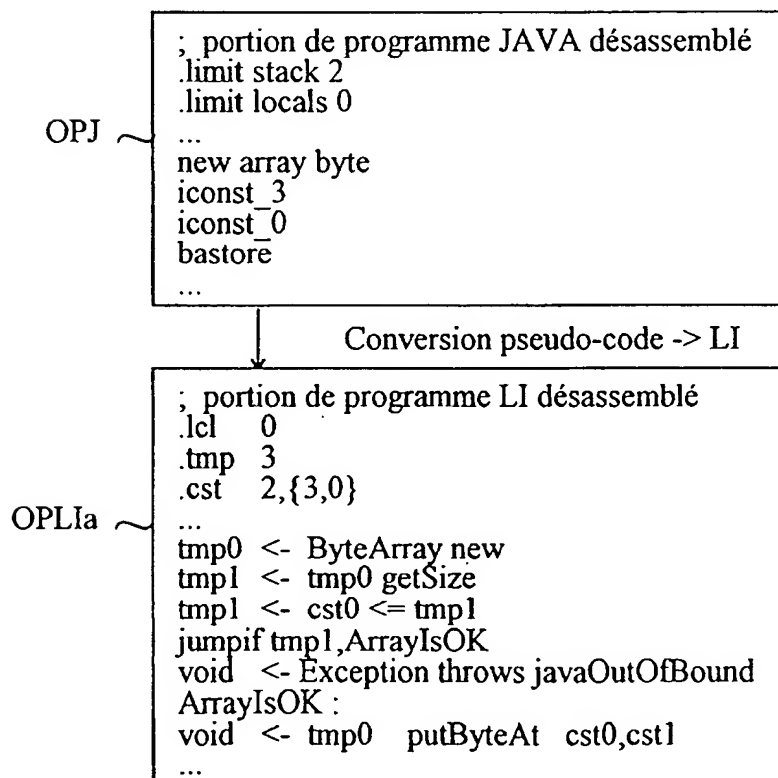 ; portion de programme JAVA désassemblé
.limit stack 2
.limit locals 0
OPJ
...
new array byte
iconst_3
iconst_0
bastore
...
Conversion pseudo-code -> LI
; portion de programme LI désassemblé
.lcl 0
.tmp 3
.cst 2,{3,0}
OPLIa
...
tmp0 <- ByteArray new
tmp1 <- tmp0 getSize
tmp1 <- cst0 <= tmp1
jumpif tmp1,ArrayIsOK
void <- Exception throws javaOutOfBound
ArrayIsOK :
void <- tmp0 putByteAt cst0,cst1
...